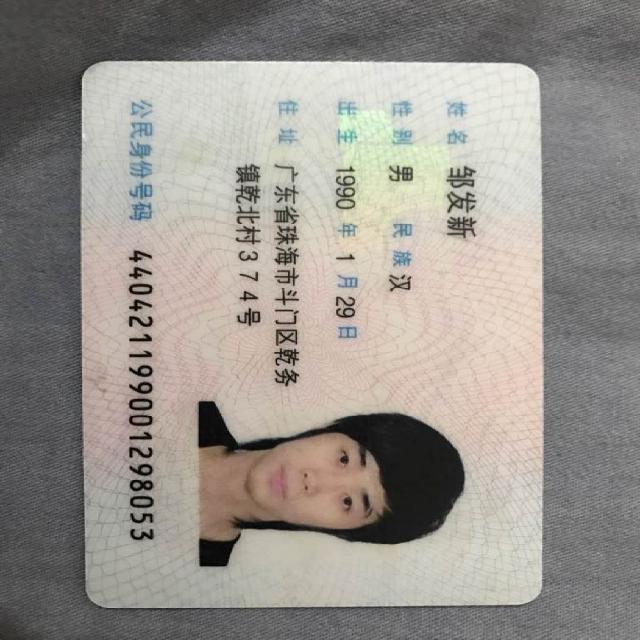 姓名 邹发新
性别 男 民族 汉
出生 1990 年 1 月 29 日
住址 广东省珠海市斗门区乾务
镇乾北村374号
公民身份号码 440421199001298053